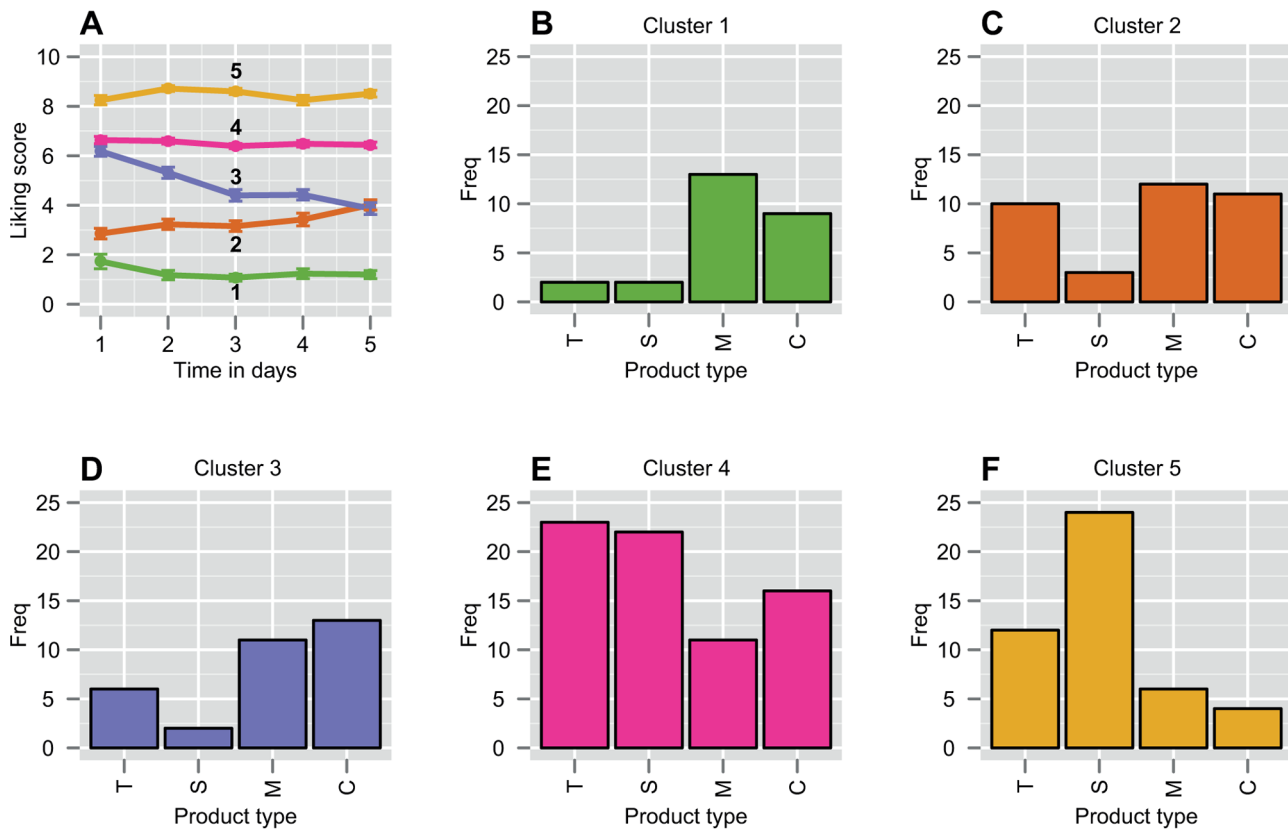 A
10
8
6
4
2
0
5
4
3
2
1
1 2 3 4 5
Time in days
Liking score
B
Cluster 1
25
20
15
10
5
0
Freq
T S M C
Product type
C
Cluster 2
25
20
15
10
5
0
Freq
T S M C
Product type
D
Cluster 3
25
20
15
10
5
0
Freq
T S M C
Product type
E
Cluster 4
25
20
15
10
5
0
Freq
T S M C
Product type
F
Cluster 5
25
20
15
10
5
0
Freq
T S M C
Product type